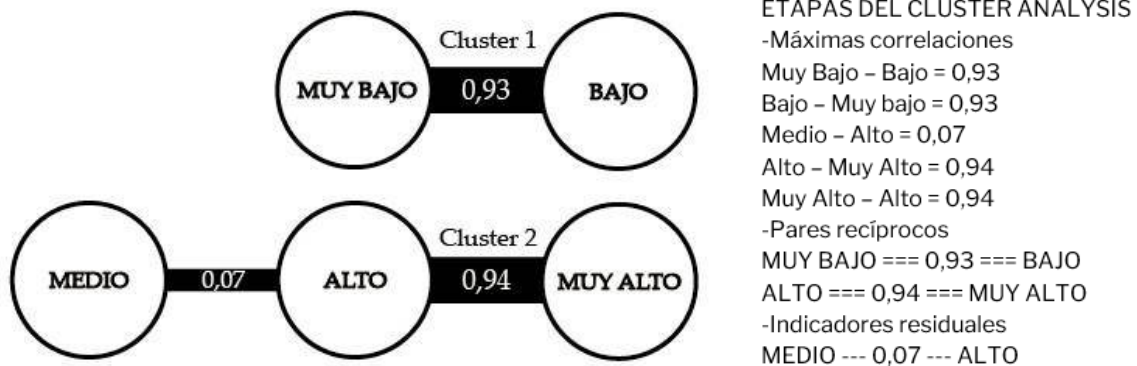 Cluster 1
MUY BAJO 0,93 BAJO
Cluster 2
MEDIO 0,07 ALTO 0,94 MUY ALTO
ETAPAS DEL CLUSTER ANALYSIS
-Máximas correlaciones
Muy Bajo – Bajo = 0,93
Bajo – Muy bajo = 0,93
Medio – Alto = 0,07
Alto – Muy Alto = 0,94
Muy Alto – Alto = 0,94
-Pares recíprocos
MUY BAJO === 0,93 === BAJO
ALTO === 0,94 === MUY ALTO
-Indicadores residuales
MEDIO --- 0,07 --- ALTO